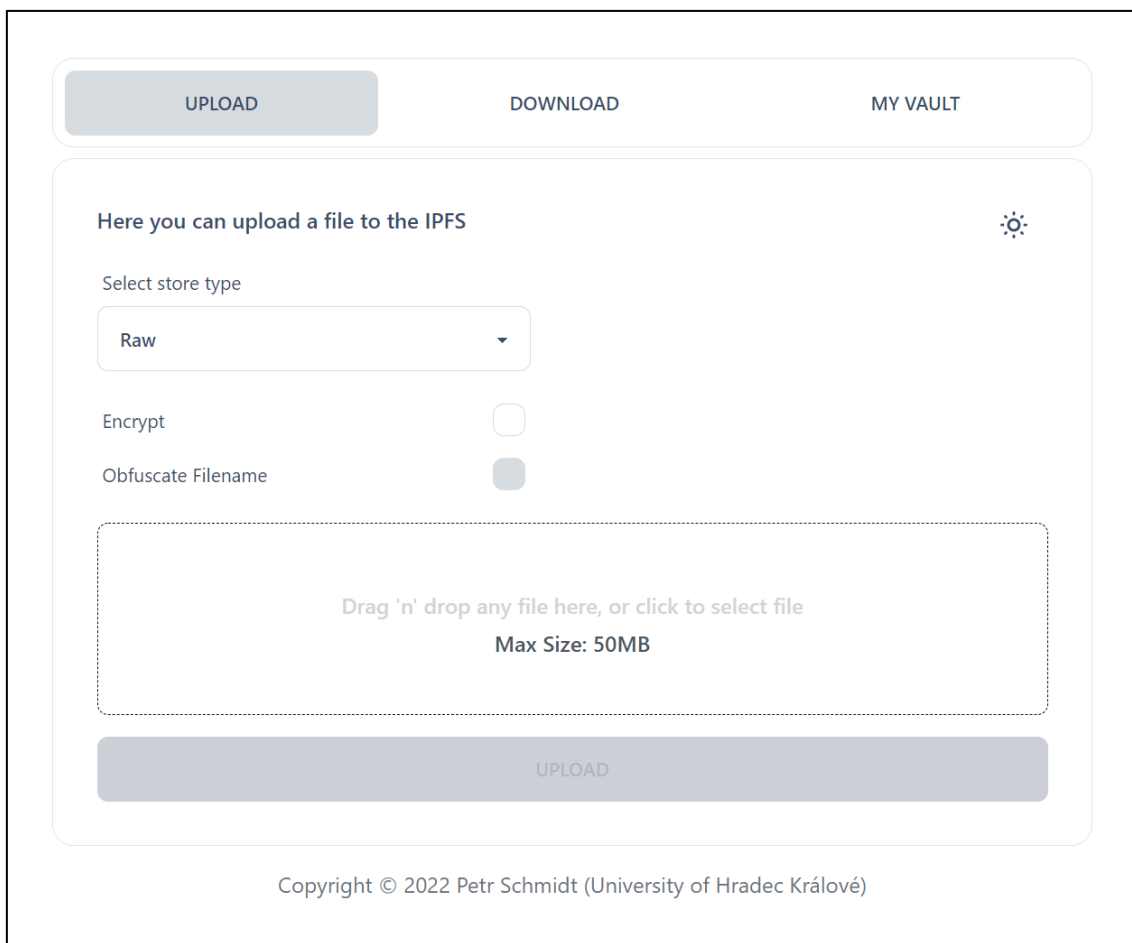 UPLOAD DOWNLOAD MY VAULT
Here you can upload a file to the IPFS
Select store type
Raw
Encrypt
Obfuscate Filename
Drag 'n' drop any file here, or click to select file
Max Size: 50MB
UPLOAD
Copyright © 2022 Petr Schmidt (University of Hradec Králové)